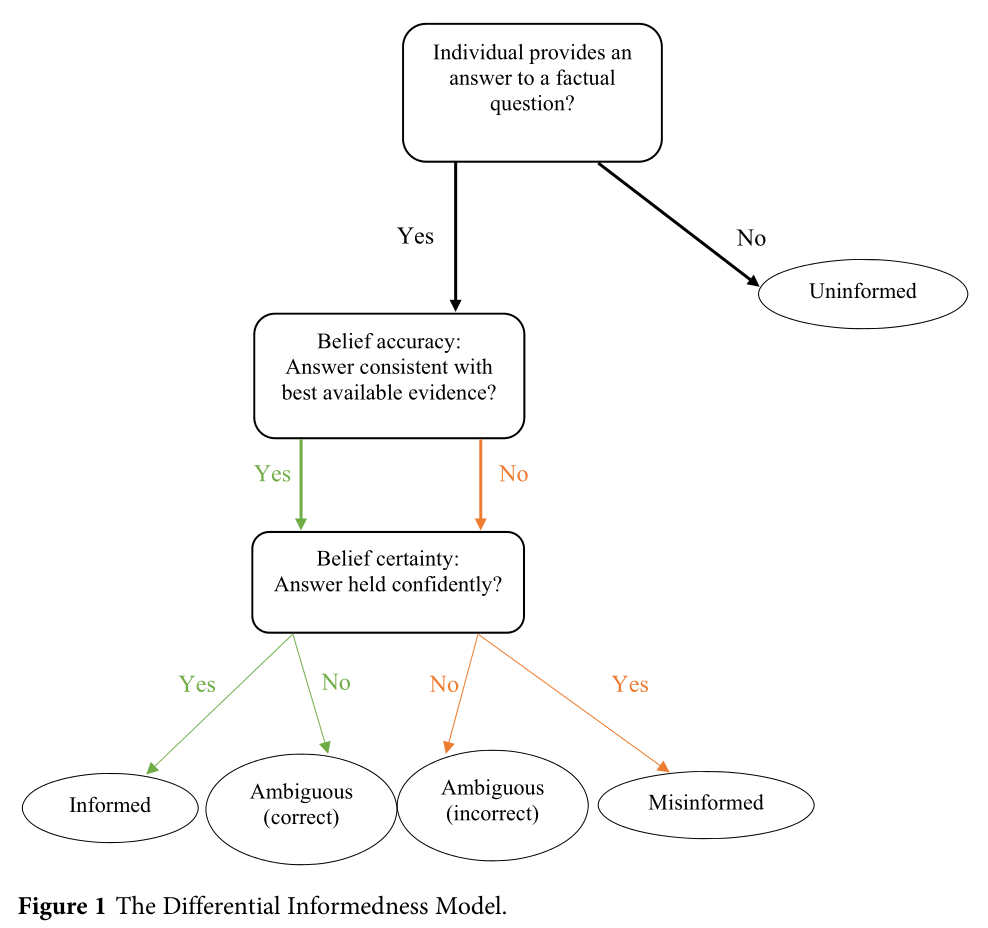 Individual provides an
answer to a factual
question?
Yes
No
Uninformed
Belief accuracy:
Answer consistent with
best available evidence?
Yes
No
Belief certainty:
Answer held confidently?
Yes
No
No
Yes
Informed
Ambiguous
(correct)
Ambiguous
(incorrect)
Misinformed
Figure 1 The Differential Informedness Model.